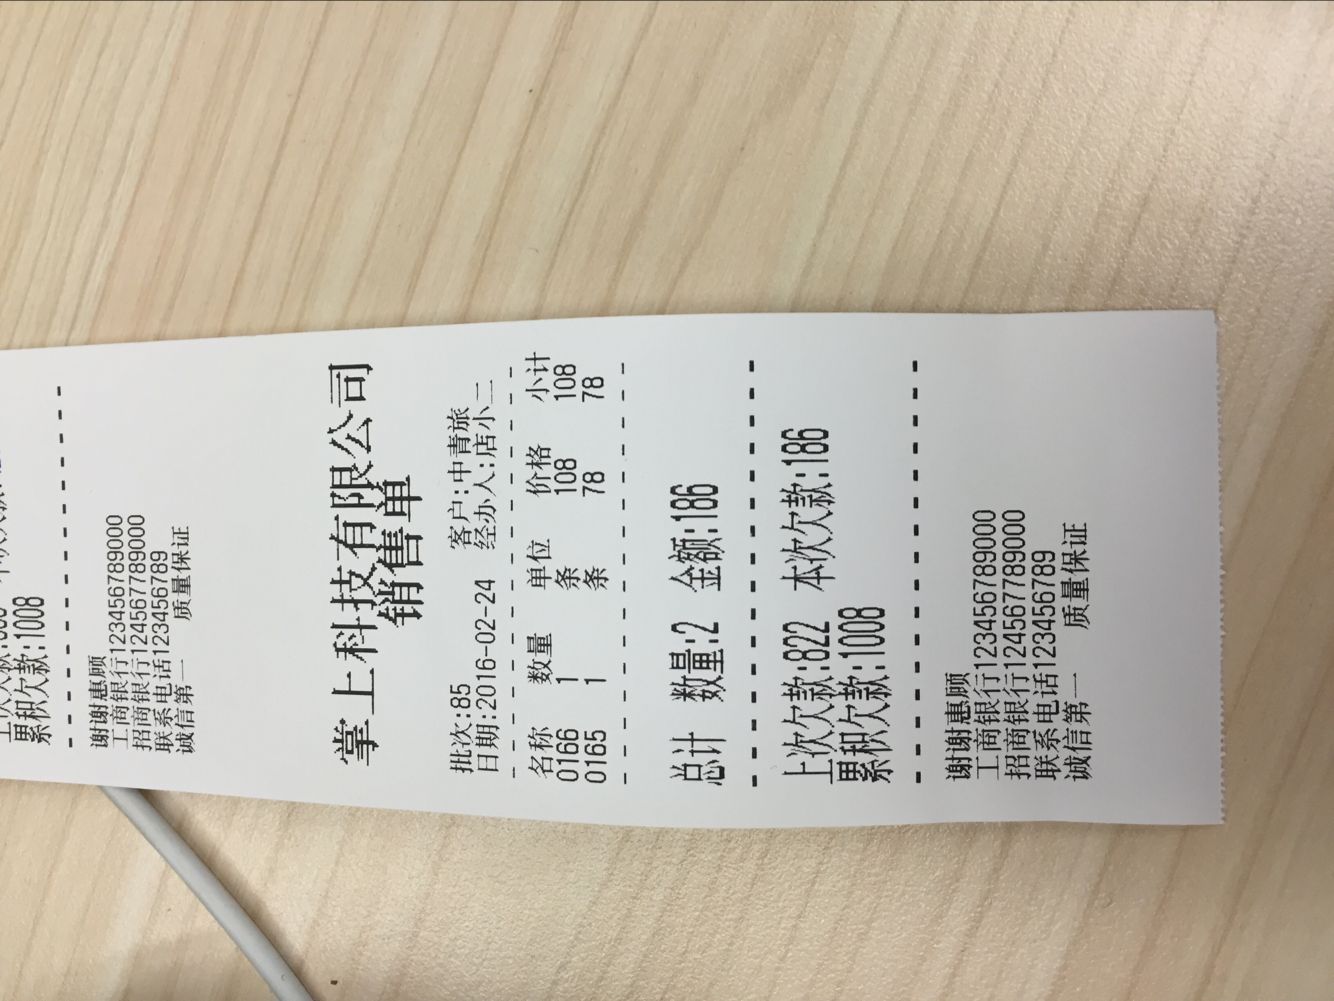 累积欠款:1008
谢谢惠顾
工商银行123456789000
招商银行124567789000
联系电话123456789
诚信第一 质量保证
掌上科技有限公司
销售单
批次:85 客户:中青旅
日期:2016-02-24 经办人:店小二
名称 数量 单位 价格 小计
0166 1 条 108 108
0165 1 条 78 78
总计 数量:2 金额:186
上次欠款:822 本次欠款:186
累积欠款:1008
谢谢惠顾
工商银行123456789000
招商银行124567789000
联系电话123456789
诚信第一 质量保证